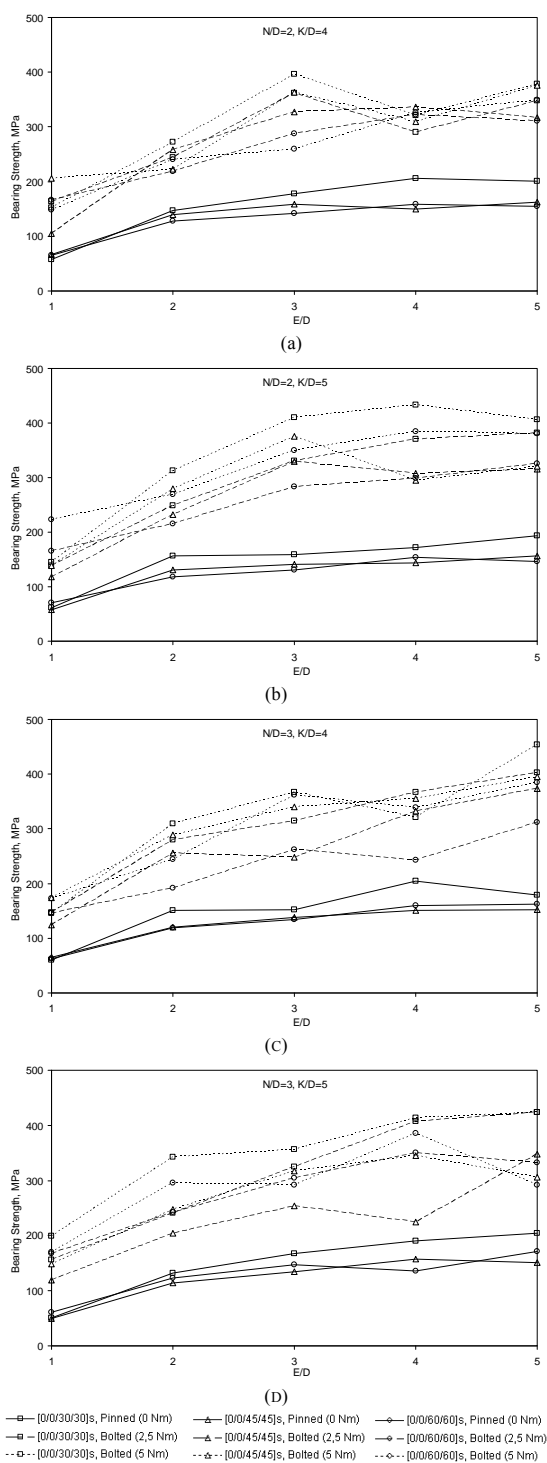 N/D=2, K/D=4
500
400
300
200
100
0
Bearing Strength, MPa
1 2 3 4 5
E/D
(a)
N/D=2, K/D=5
500
400
300
200
100
0
Bearing Strength, MPa
1 2 3 4 5
E/D
(b)
N/D=3, K/D=4
500
400
300
200
100
0
Bearing Strength, MPa
1 2 3 4 5
E/D
(C)
N/D=3, K/D=5
500
400
300
200
100
0
Bearing Strength, MPa
1 2 3 4 5
E/D
(D)
[0/0/30/30]s, Pinned (0 Nm) [0/0/45/45]s, Pinned (0 Nm) [0/0/60/60]s, Pinned (0 Nm)
[0/0/30/30]s, Bolted (2,5 Nm) [0/0/45/45]s, Bolted (2,5 Nm) [0/0/60/60]s, Bolted (2,5 Nm)
[0/0/30/30]s, Bolted (5 Nm) [0/0/45/45]s, Bolted (5 Nm) [0/0/60/60]s, Bolted (5 Nm)